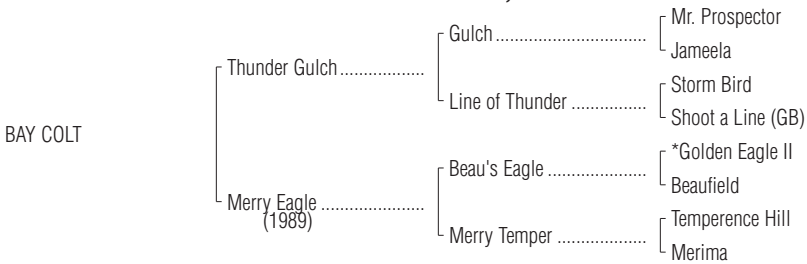 Mr. Prospector
Gulch..............................
Jameela
Thunder Gulch.................
Storm Bird
Line of Thunder ...................
Shoot a Line (GB)
BAY COLT
*Golden Eagle II
Beau's Eagle .........................
Beaufield
Merry Eagle .....................
(1989)
Temperence Hill
Merry Temper ......................
Merima